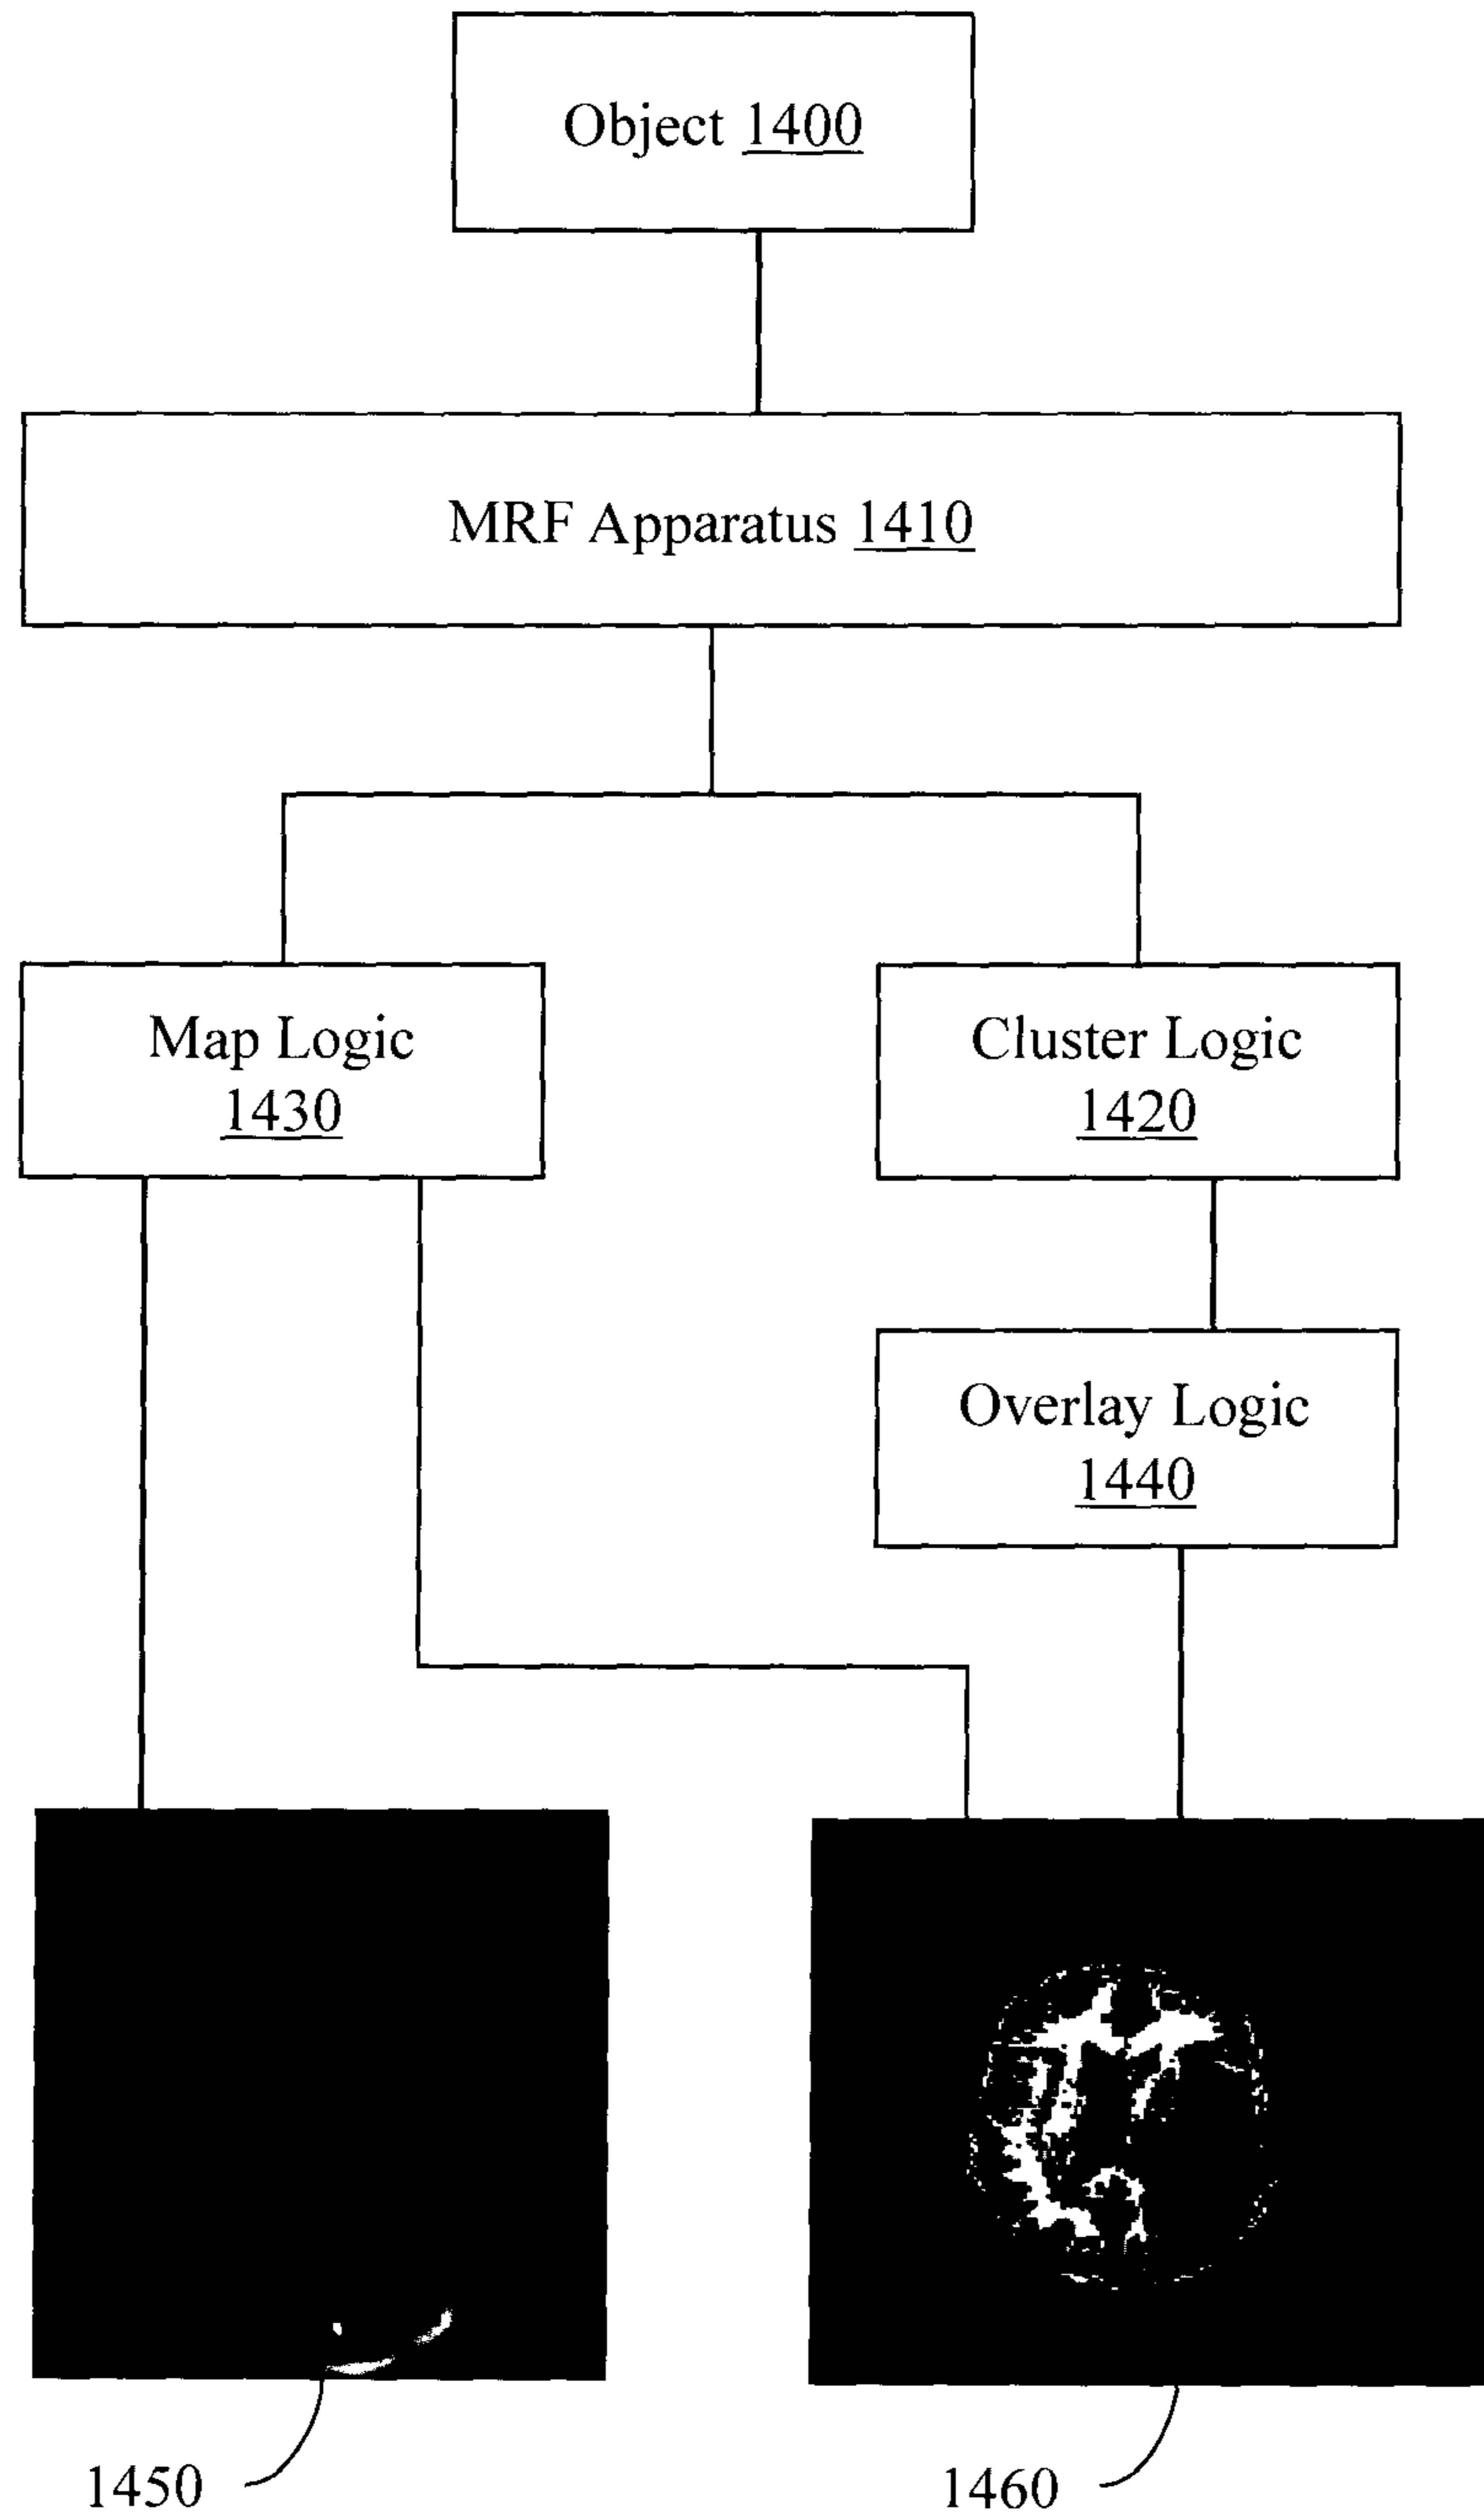 Object 1400
MRF Apparatus 1410
Map Logic
1430
Cluster Logic
1420
Overlay Logic
1440
1450
1460